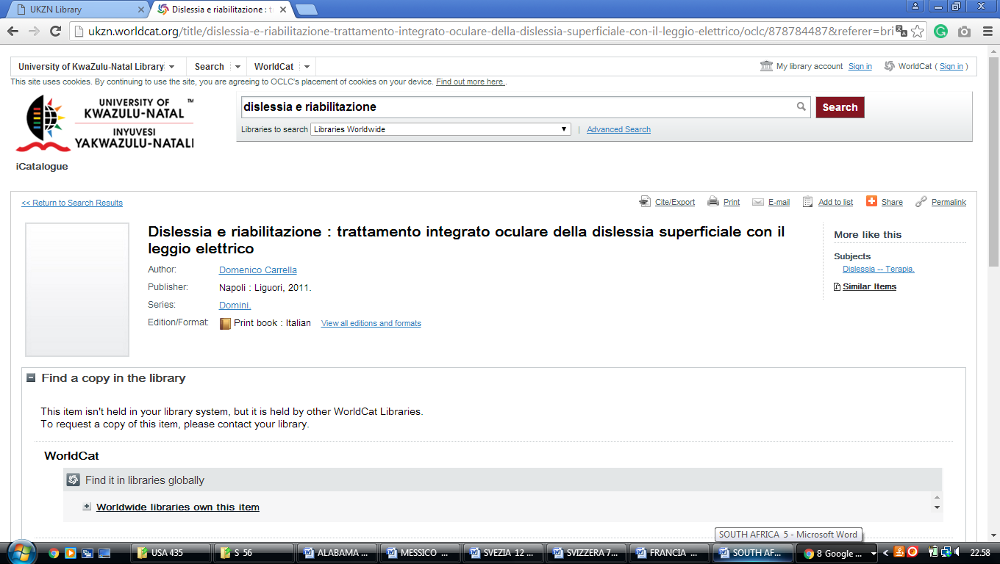 UKZN Library
Dislessia e riabilitazione : t
ukzn.worldcat.org/title/dislessia-e-riabilitazione-trattamento-integrato-oculare-della-dislessia-superficiale-con-il-leggio-elettrico/oclc/878784487&referer=bri
University of KwaZulu-Natal Library Search WorldCat My library account Sign in WorldCat ( Sign in )
This site uses cookies. By continuing to use the site, you are agreeing to OCLC's placement of cookies on your device. Find out more here..
UNIVERSITY OF ™
KWAZULU-NATAL
INYUVESI
YAKWAZULU-NATALI
dislessia e riabilitazione Search
Libraries to search Libraries Worldwide | Advanced Search
iCatalogue
<< Return to Search Results Cite/Export Print E-mail Add to list Share Permalink
Dislessia e riabilitazione : trattamento integrato oculare della dislessia superficiale con il
leggio elettrico
Author: Domenico Carrella
Publisher: Napoli : Liguori, 2011.
Series: Domini.
Edition/Format: Print book : Italian View all editions and formats
More like this
Subjects
Dislessia -- Terapia.
Similar Items
Find a copy in the library
This item isn't held in your library system, but it is held by other WorldCat Libraries.
To request a copy of this item, please contact your library.
WorldCat
Find it in libraries globally
Worldwide libraries own this item
SOUTH AFRICA 5 - Microsoft Word
USA 435 S 56 ALABAMA ... MESSICO ... SVEZIA 12 ... SVIZZERA 7... FRANCIA ... SOUTH AF... 8 Google ... 22.58